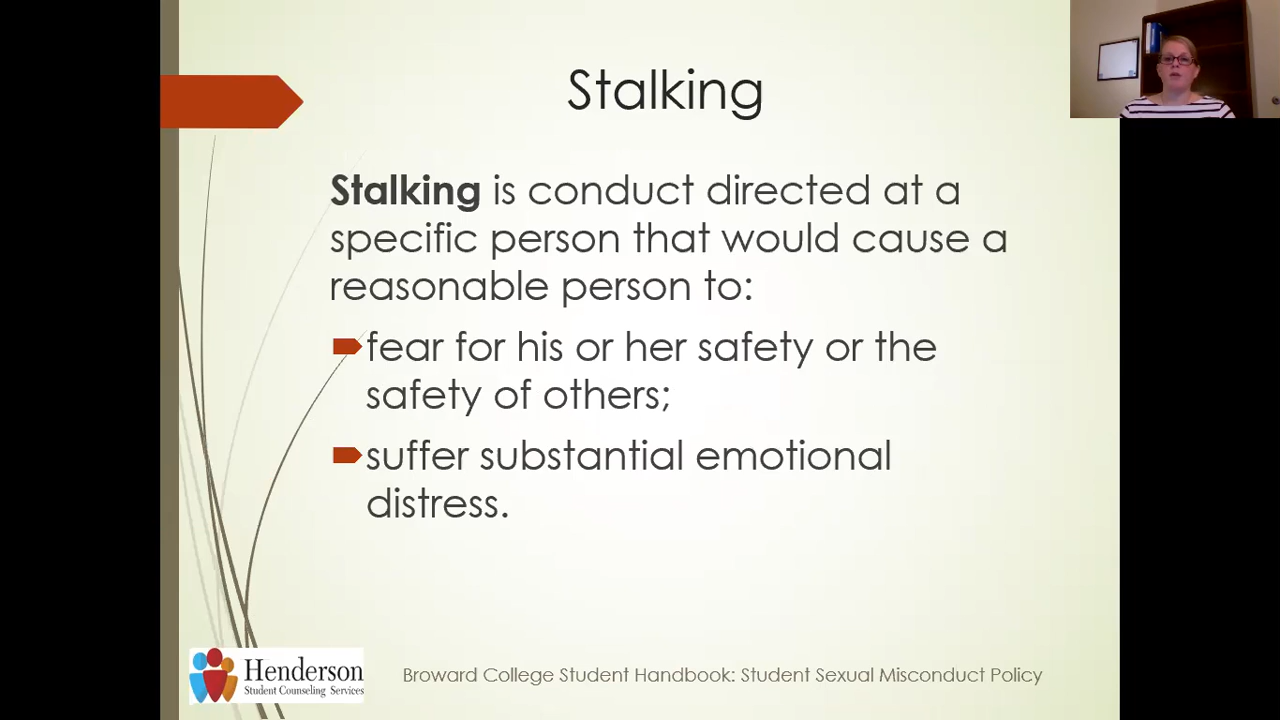 Stalking
Stalking is conduct directed at a
specific person that would cause a
reasonable person to:
fear for his or her safety or the
safety of others;
suffer substantial emotional
distress.
Henderson
Student Counseling Services
Broward College Student Handbook: Student Sexual Misconduct Policy